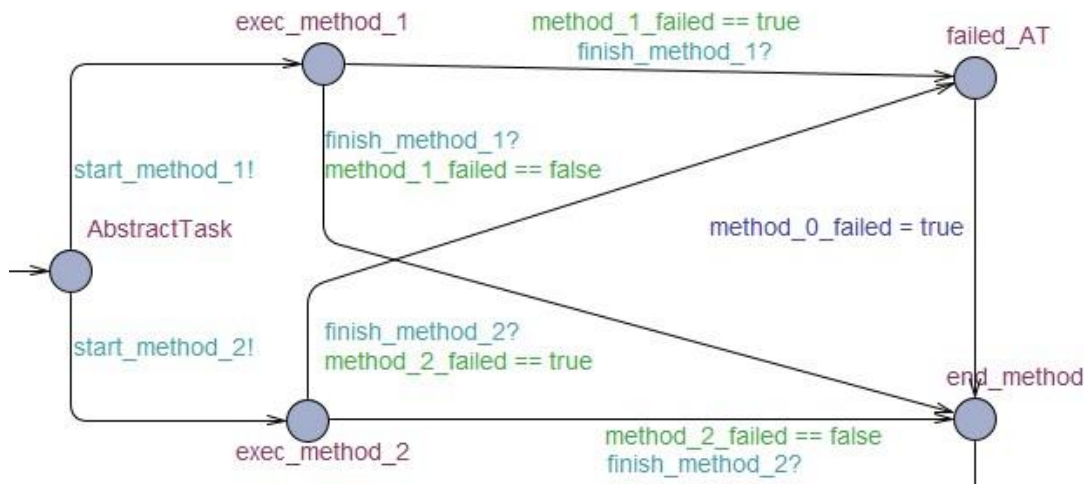 exec_method_1
method_1_failed == true
finish_method_1?
failed_AT
finish_method_1?
method_1_failed == false
start_method_1!
AbstractTask
method_0_failed = true
start_method_2!
finish_method_2?
method_2_failed == true
end_method
exec_method_2
method_2_failed == false
finish_method_2?